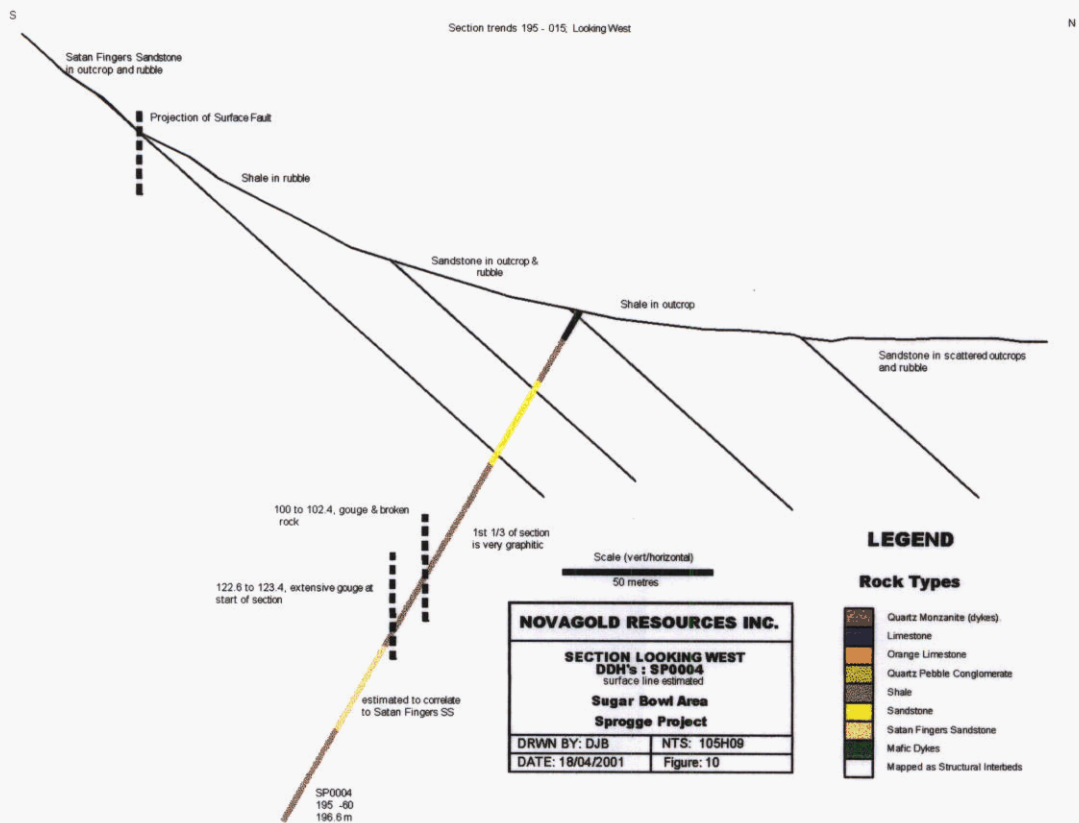 S
N
Section trends 195 - 015, Looking West
Satan Fingers Sandstone
in outcrop and rubble
Projection of Surface Fault
Shale in rubble
Sandstone in outcrop &
rubble
Shale in outcrop
Sandstone in scattered outcrops
and rubble
100 to 102.4, gouge & broken
rock
1st 1/3 of section
is very graphitic
122.6 to 123.4, extensive gouge at
start of section
estimated to correlate
to Satan Fingers SS
SP0004
195 -60
196.6 m
Scale (vert/horizontal)
50 metres
NOVAGOLD RESOURCES INC.
SECTION LOOKING WEST
DDH's : SP0004
surface line estimated
Sugar Bowl Area
Sprogge Project
DRWN BY: DJB
NTS: 105H09
DATE: 18/04/2001
Figure: 10
LEGEND
Rock Types
Quartz Monzanite (dykes)
Limestone
Orange Limestone
Quartz Pebble Conglomerate
Shale
Sandstone
Satan Fingers Sandstone
Mafic Dykes
Mapped as Structural Interbeds